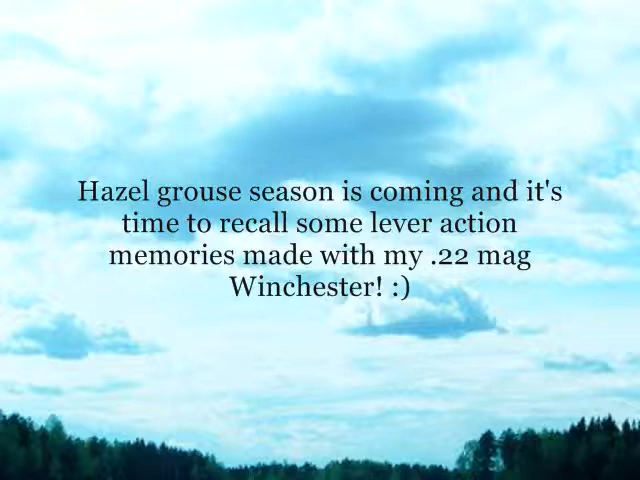 Hazel grouse season is coming and it's
time to recall some lever action
memories made with my .22 mag
Winchester! :)